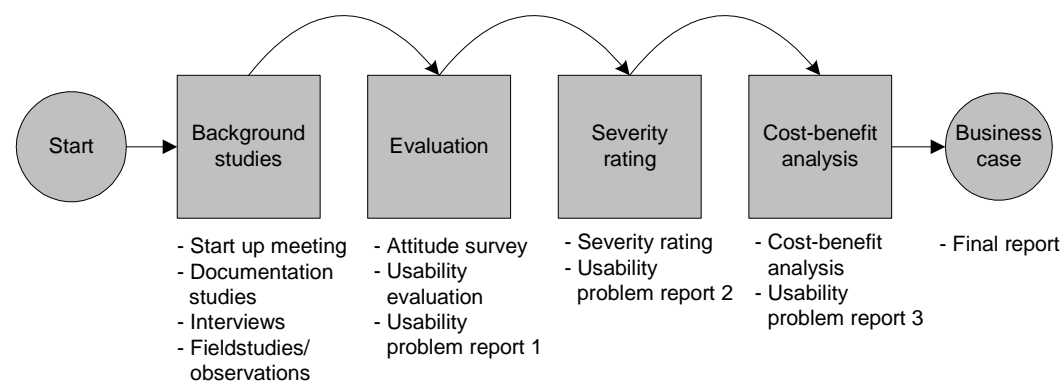 Start
Background
studies
Evaluation
Severity
rating
Cost-benefit
analysis
Business
case
- Start up meeting
- Documentation
studies
- Interviews
- Fieldstudies/
observations
- Attitude survey
- Usability
evaluation
- Usability
problem report 1
- Severity rating
- Usability
problem report 2
- Cost-benefit
analysis
- Usability
problem report 3
- Final report